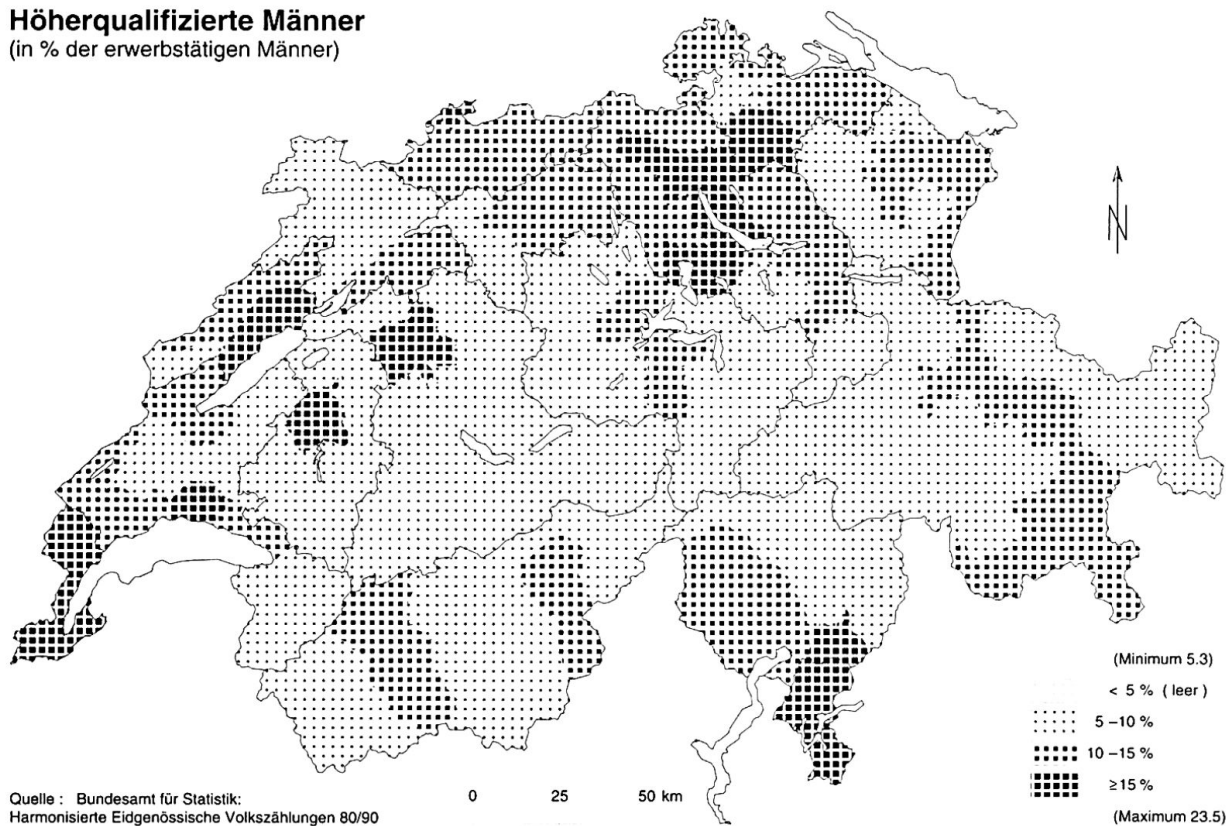 Höherqualifizierte Männer
(in % der erwerbstätigen Männer)
N
(Minimum 5.3)
< 5 % ( leer )
5 –10 %
10 –15 %
≥15 %
(Maximum 23.5)
0 25 50 km
Quelle : Bundesamt für Statistik:
Harmonisierte Eidgenössische Volkszählungen 80/90